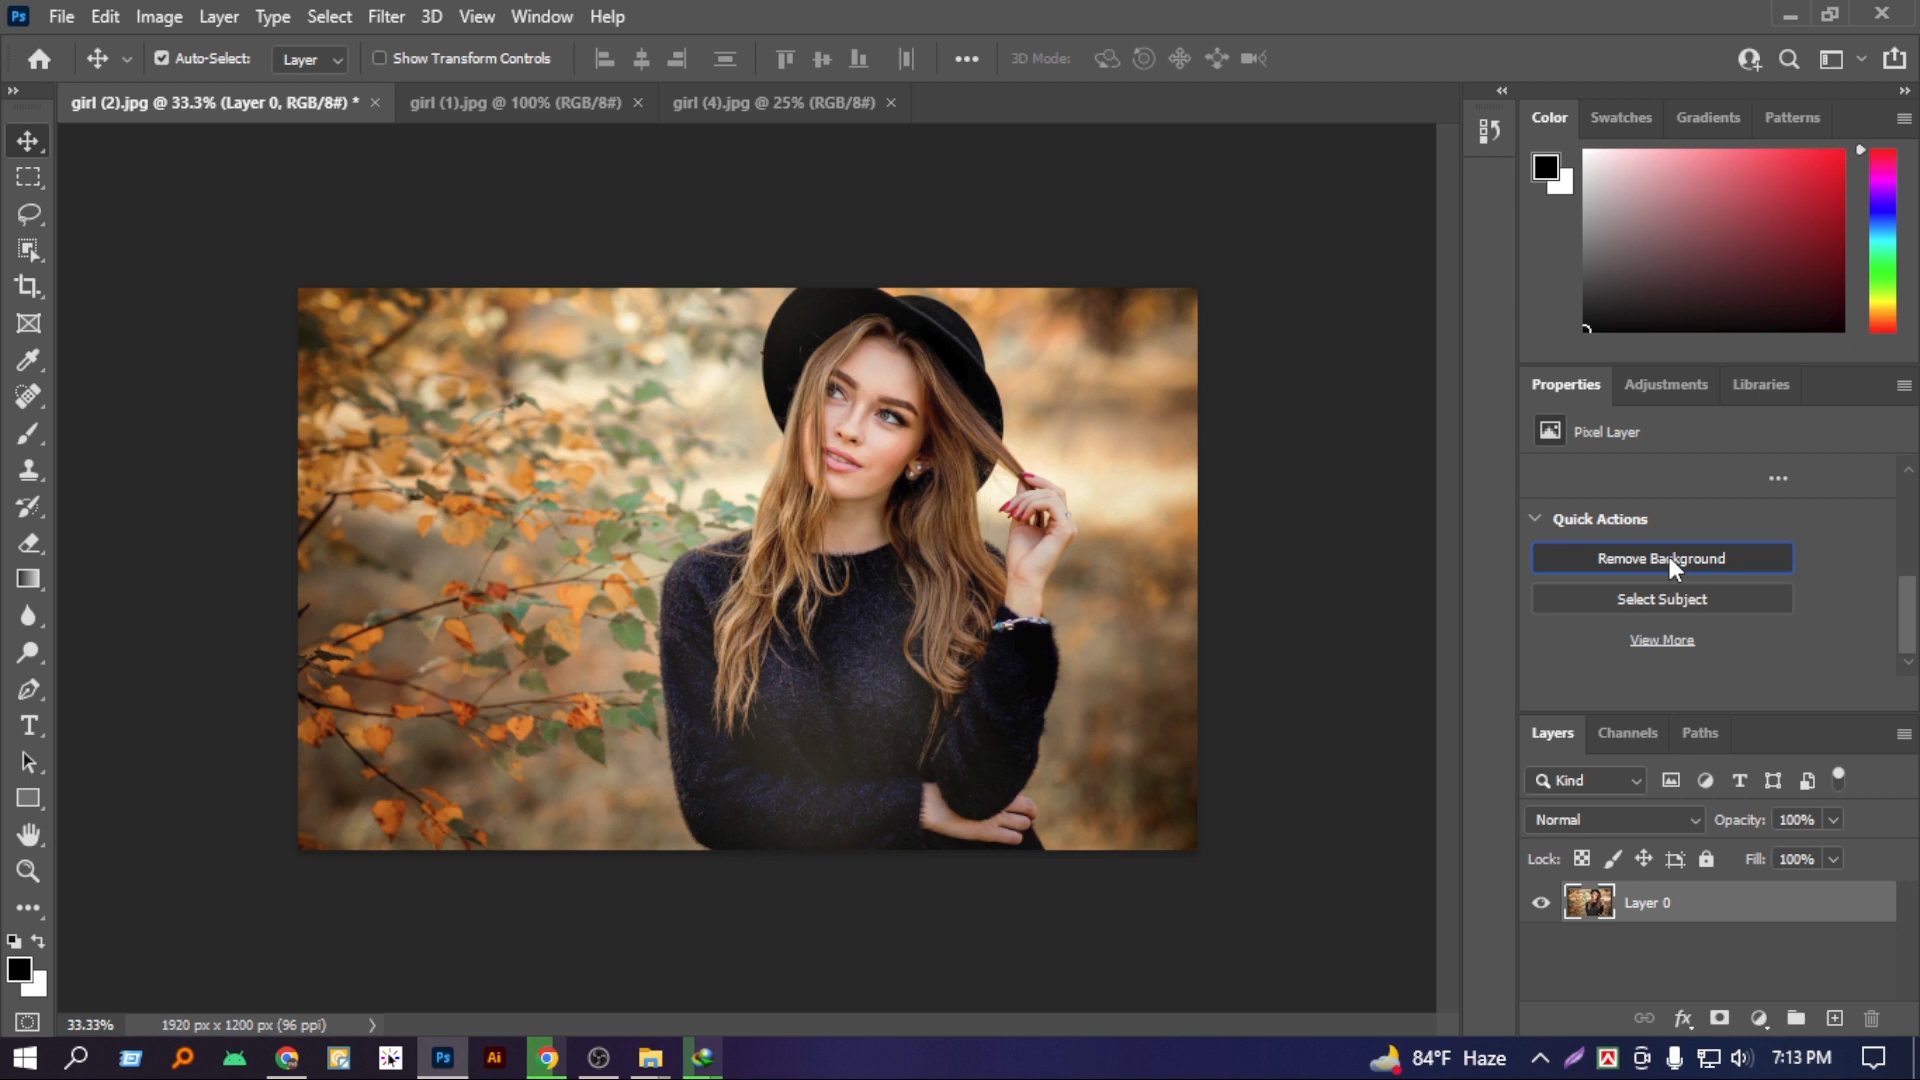 Ps File Edit Image Layer Type Select Filter 3D View Window Help
Auto-Select: Layer Show Transform Controls 3D Mode:
girl (2).jpg @ 33.3% (Layer 0, RGB/8#) * girl (1).jpg @ 100% (RGB/8#) girl (4).jpg @ 25% (RGB/8#)
Color Swatches Gradients Patterns
Properties Adjustments Libraries
Pixel Layer
Quick Actions
Remove Background
Select Subject
View More
Layers Channels Paths
Kind
Normal Opacity: 100%
Lock: Fill: 100%
Layer 0
33.33% 1920 px x 1200 px (96 ppi)
Ps Ai 84°F Haze 7:13 PM